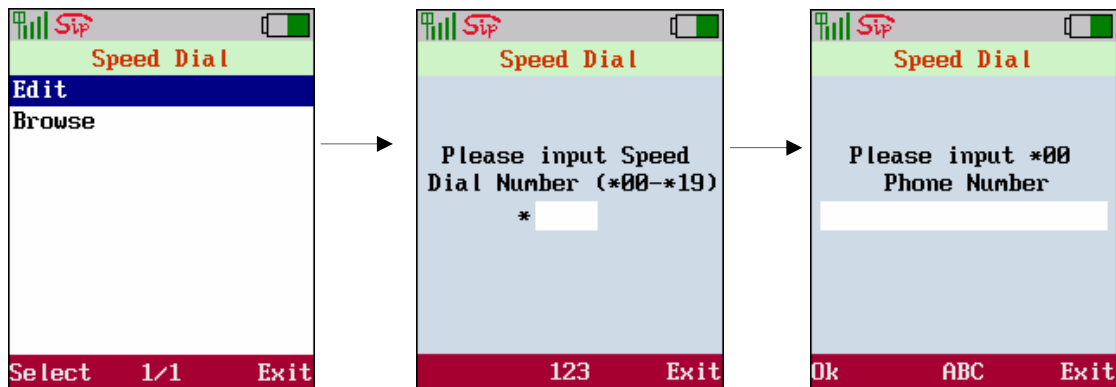 Sip
Speed Dial
Edit
Browse
Select 1/1 Exit
Sip
Speed Dial
Please input Speed
Dial Number (*00-*19)
*
123 Exit
Sip
Speed Dial
Please input *00
Phone Number
Ok ABC Exit